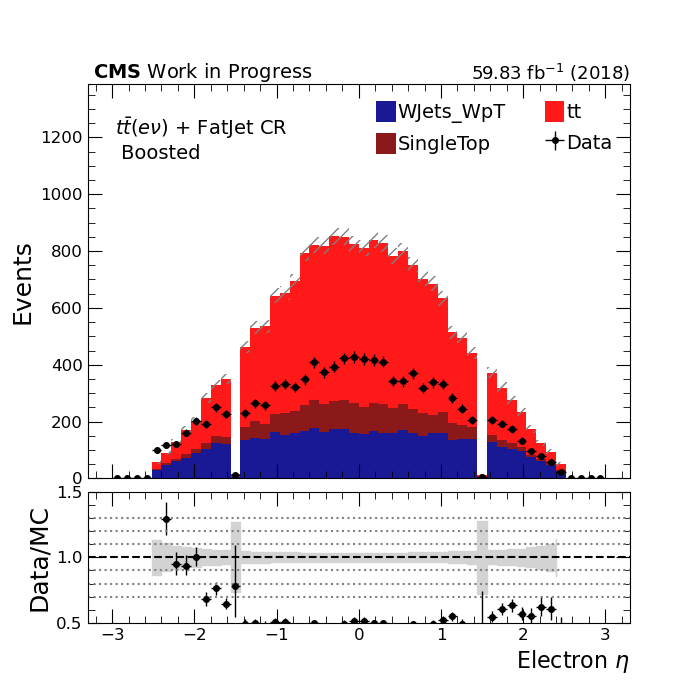 CMS Work in Progress 59.83 fb⁻¹ (2018)
tt̄(eν) + FatJet CR
Boosted
WJets_WpT
tt
SingleTop
Data
Events
1200
1000
800
600
400
200
0
Data/MC
1.5
1.0
0.5
−3 −2 −1 0 1 2 3
Electron η